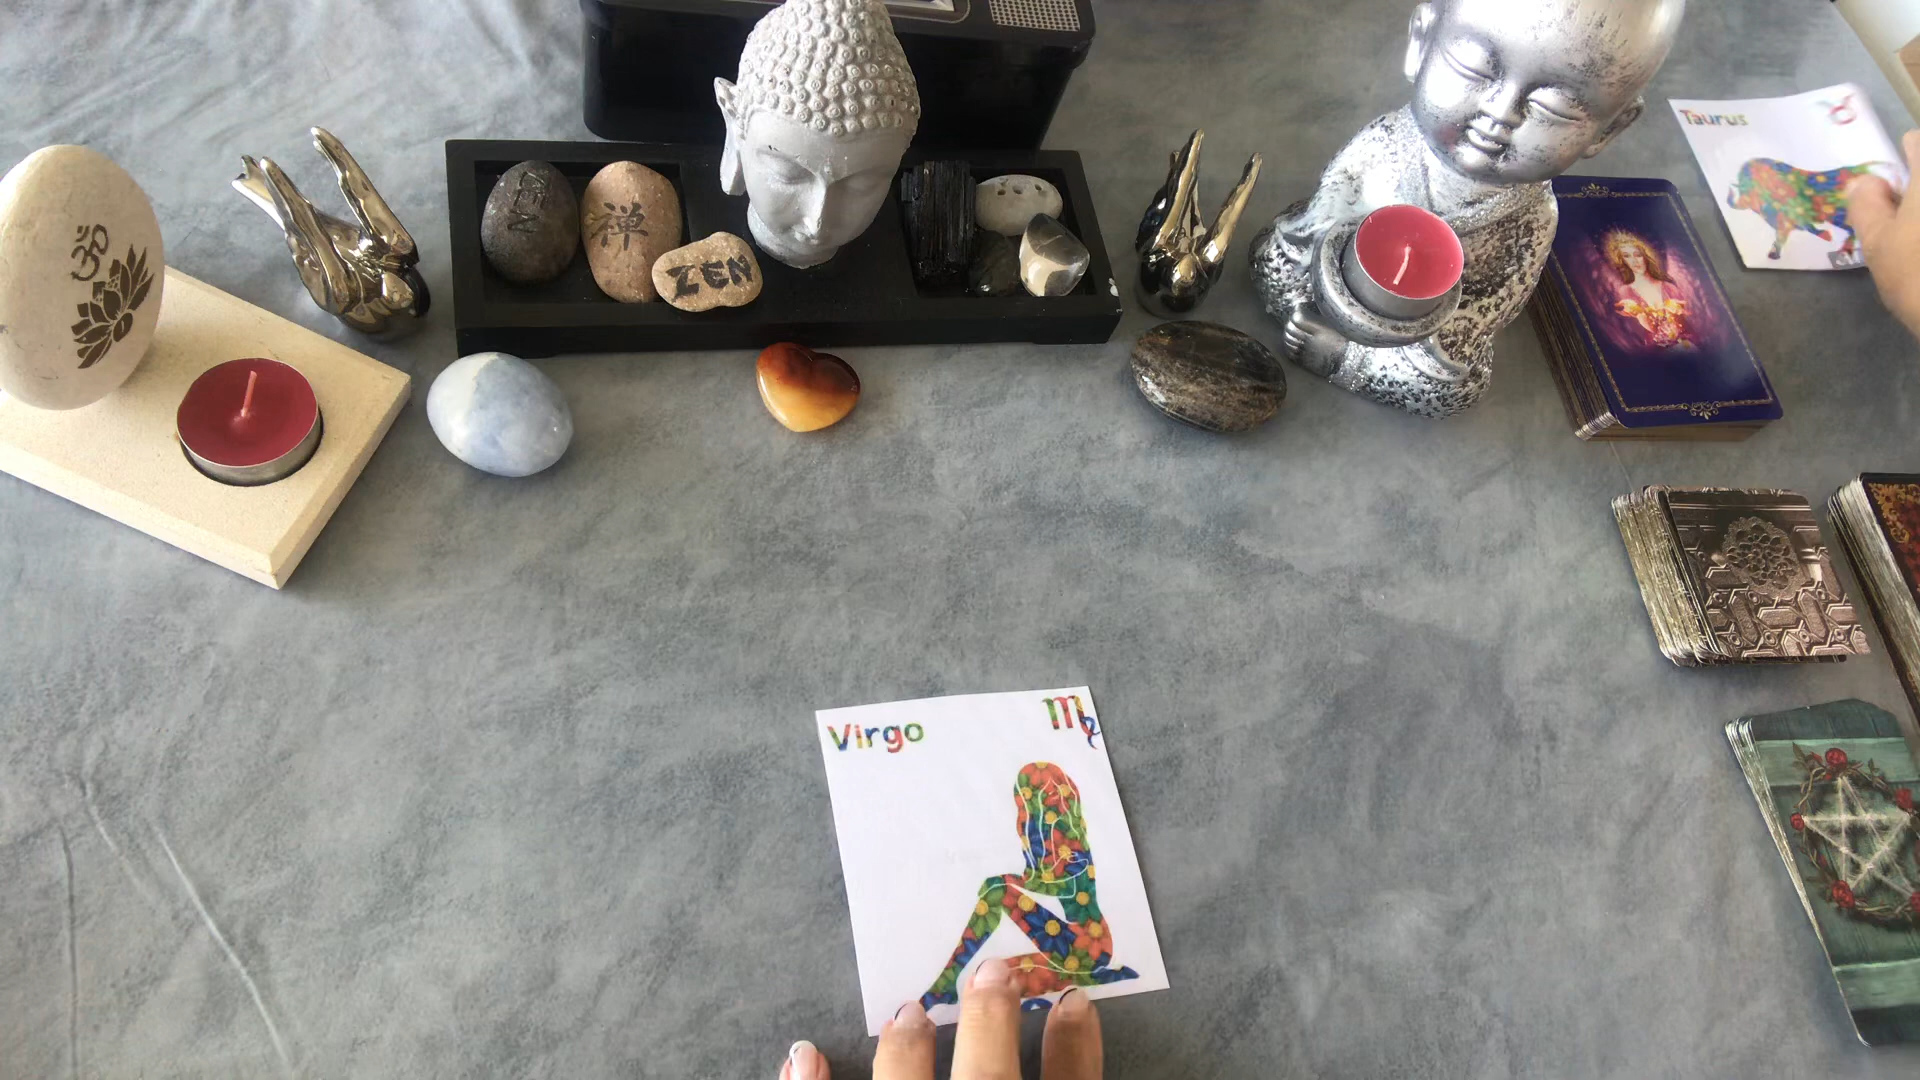 Taurus
ॐ
ZEN
禅
ZEN
Virgo
♍